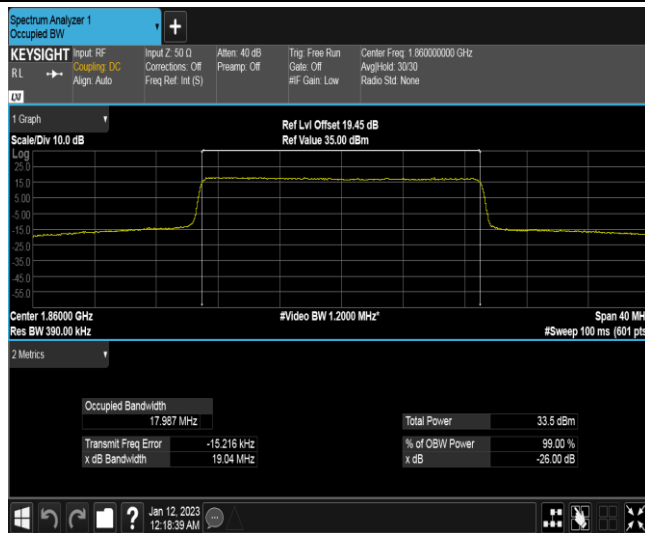 Spectrum Analyzer 1
Occupied BW
+
KEYSIGHT Input: RF Input Z: 50 Ω Atten: 40 dB Trig: Free Run Center Freq: 1.860000000 GHz
RL Coupling: DC Corrections: Off Preamp: Off Gate: Off Avg|Hold: 30/30
Align: Auto Freq Ref: Int (S) #IF Gain: Low Radio Std: None
LXI
1 Graph
Ref Lvl Offset 19.45 dB
Scale/Div 10.0 dB Ref Value 35.00 dBm
Log
25.0
15.0
5.00
-5.00
-15.0
-25.0
-35.0
-45.0
-55.0
Center 1.86000 GHz #Video BW 1.2000 MHz* Span 40 MH
Res BW 390.00 kHz #Sweep 100 ms (601 pts
2 Metrics
Occupied Bandwidth
17.987 MHz Total Power 33.5 dBm
Transmit Freq Error -15.216 kHz % of OBW Power 99.00 %
x dB Bandwidth 19.04 MHz x dB -26.00 dB
? Jan 12, 2023
12:18:39 AM